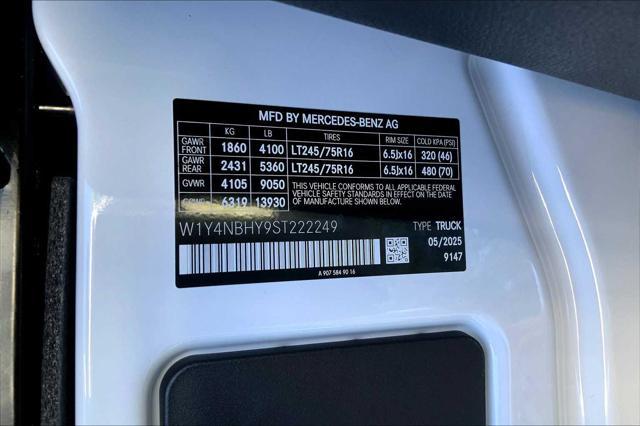 MFD BY MERCEDES-BENZ AG
KG LB TIRES RIM SIZE COLD KPA (PSI)
GAWR FRONT 1860 4100 LT245/75R16 6.5Jx16 320 (46)
GAWR REAR 2431 5360 LT245/75R16 6.5Jx16 480 (70)
GVWR 4105 9050 THIS VEHICLE CONFORMS TO ALL APPLICABLE FEDERAL
VEHICLE SAFETY STANDARDS IN EFFECT ON THE DATE
GCWR 6319 13930 OF MANUFACTURE SHOWN.
W1Y4NBHY9ST222249 TYPE TRUCK
05/2025
9147
A 907 584 90 16